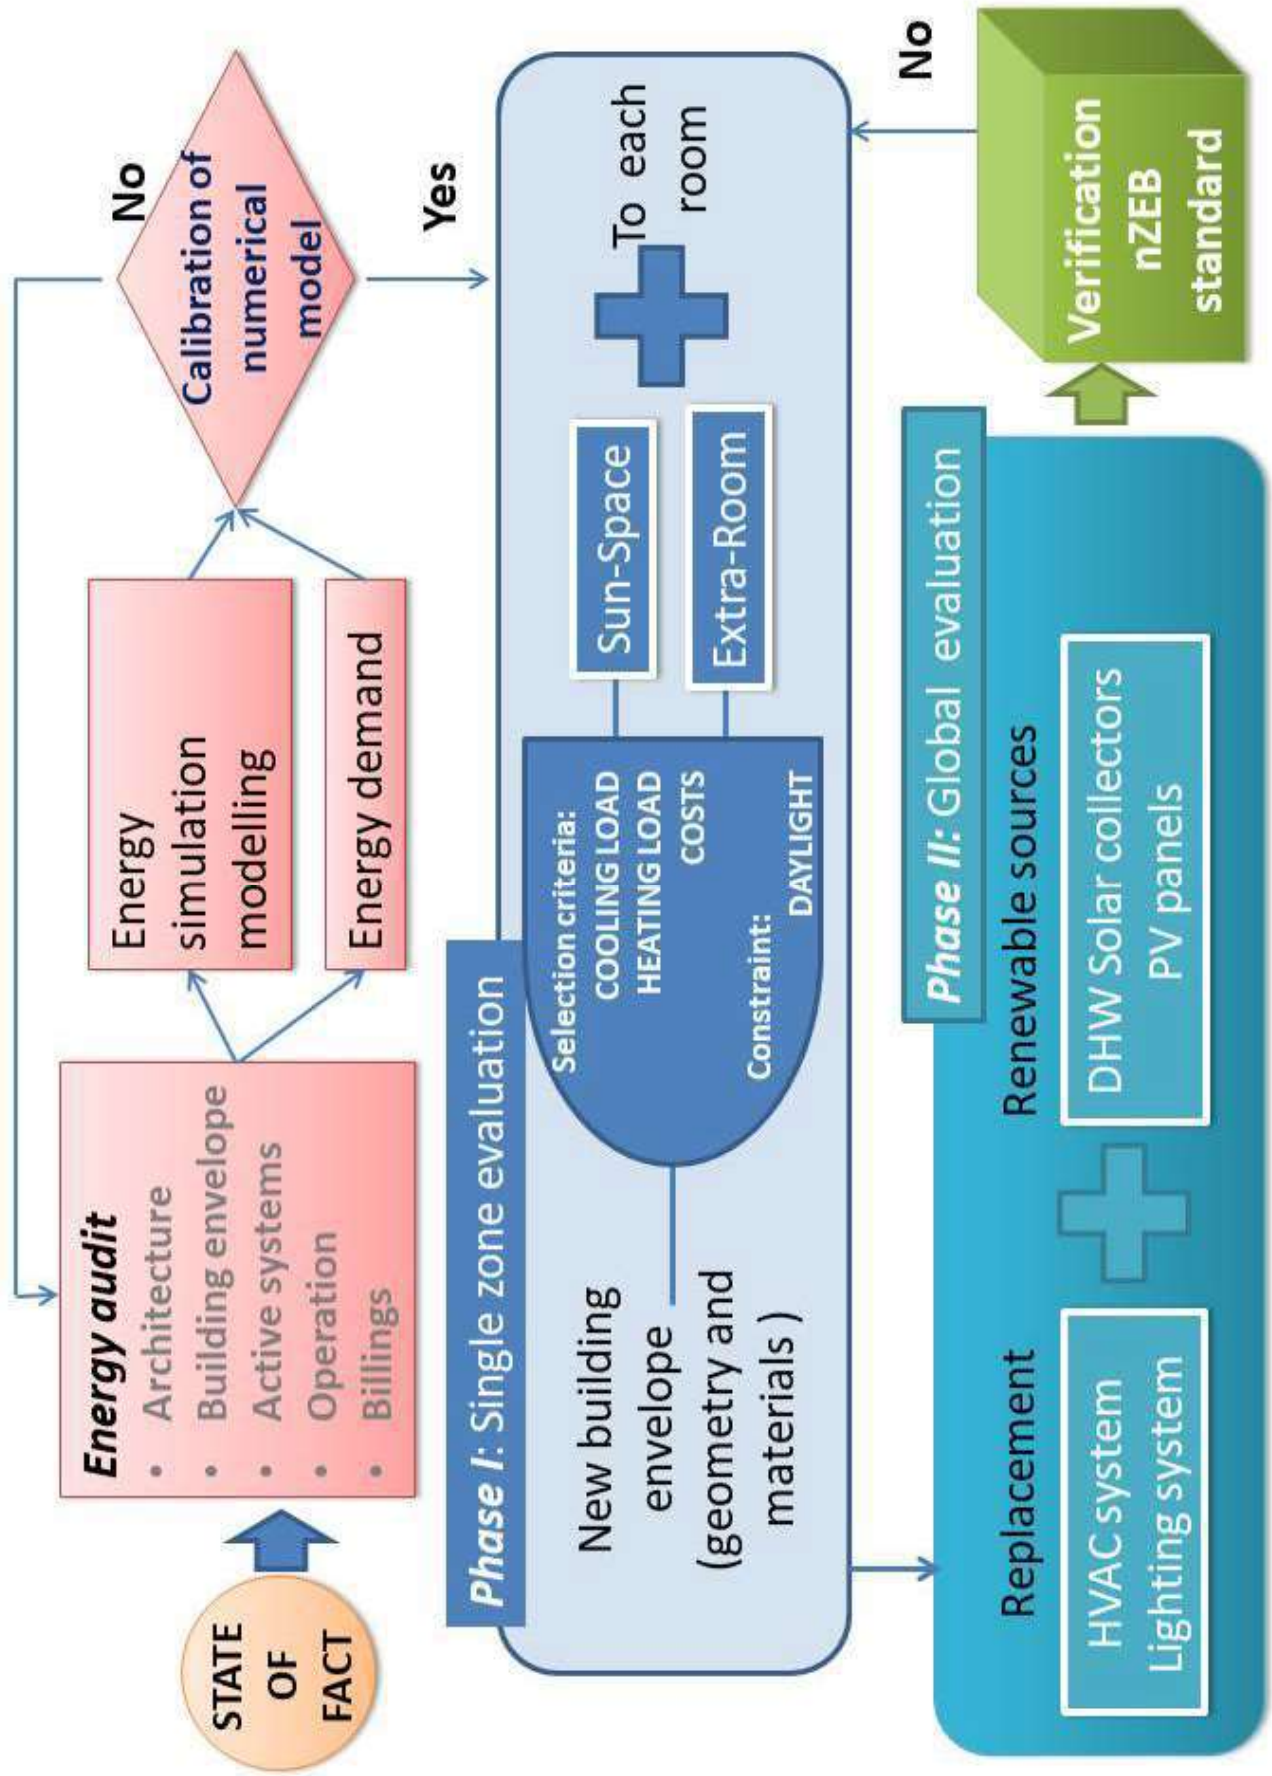 STATE
OF
FACT
Energy audit
• Architecture
• Building envelope
• Active systems
• Operation
• Billings
Energy
simulation
modelling
Energy demand
Calibration of
numerical
model
No
Yes
Phase I: Single zone evaluation
New building
envelope
(geometry and
materials )
Selection criteria:
COOLING LOAD
HEATING LOAD
COSTS
Constraint:
DAYLIGHT
Sun-Space
Extra-Room
To each
room
Phase II: Global evaluation
Replacement
HVAC system
Lighting system
Renewable sources
DHW Solar collectors
PV panels
Verification
nZEB
standard
No